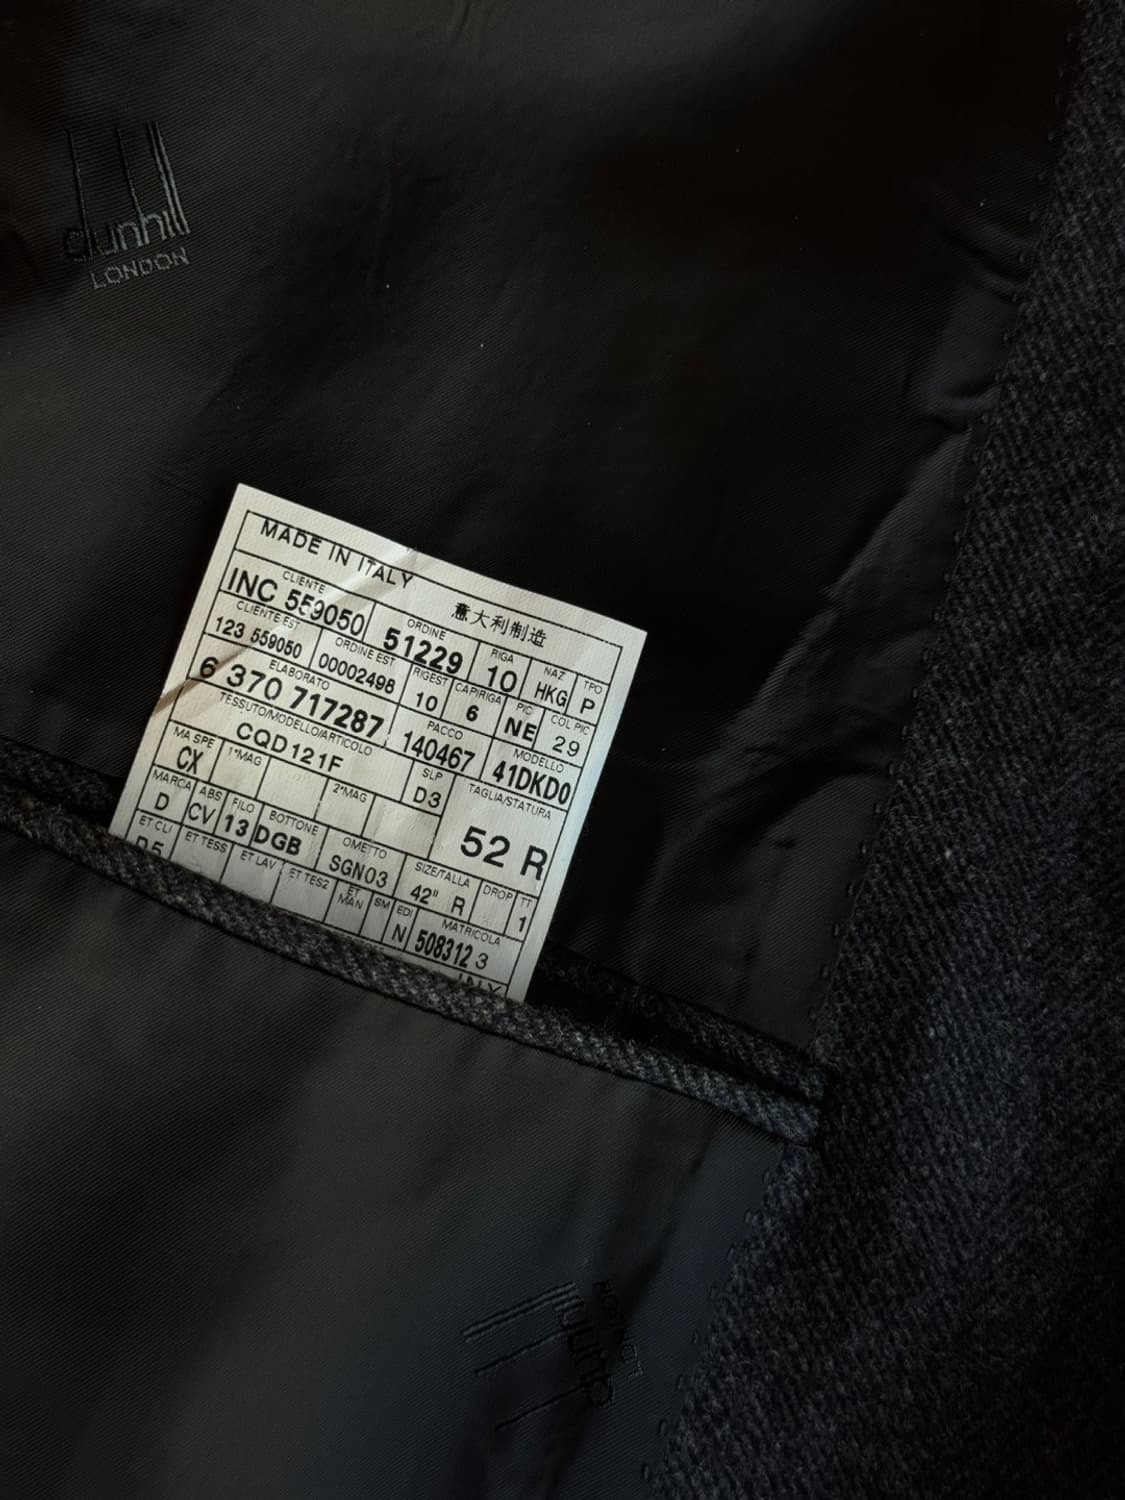 dunhill
LONDON
MADE IN ITALY 意大利制造
CLIENTE ORDINE RIGA NAZ TPO
INC 559050 51229 10 HKG P
CLIENTE EST ORDINE EST RIGEST CAPIRIGA PIC COL PIC
123 559050 00002498 10 6 NE 29
ELABORATO PACCO MODELLO
6 370 717287 140467 41DKD0
TESSUTO/MODELLO/ARTICOLO SLP TAGLIA/STATURA
CQD121F D3 52 R
MA SPE 1°MAG 2°MAG
CX
MARCA ABS FILO BOTTONE OMETTO SIZE/TALLA DROP TT
D CV 13 DGB SGN03 42" R 1
ET CLI ET TESS ET LAV ET TES2 ET MAN SM EDI MATRICOLA
N 508312 3
dunhill
LONDON